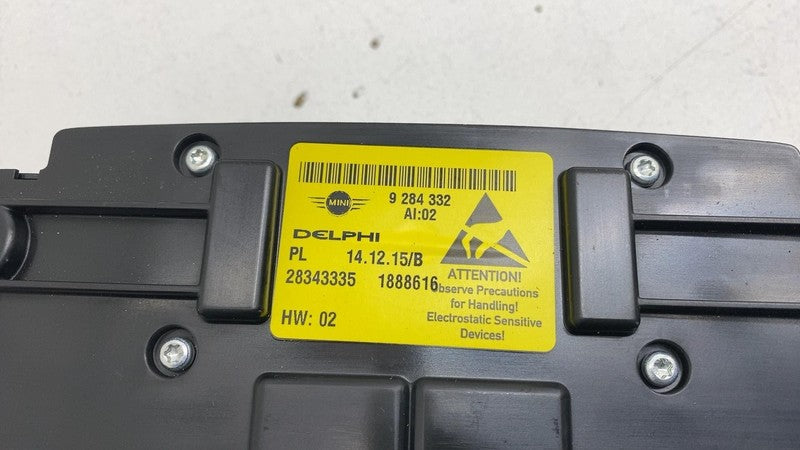 9 284 332
MINI
AI:02
DELPHI
PL 14.12.15/B
28343335 1888616
ATTENTION!
Observe Precautions
for Handling!
Electrostatic Sensitive
Devices!
HW: 02